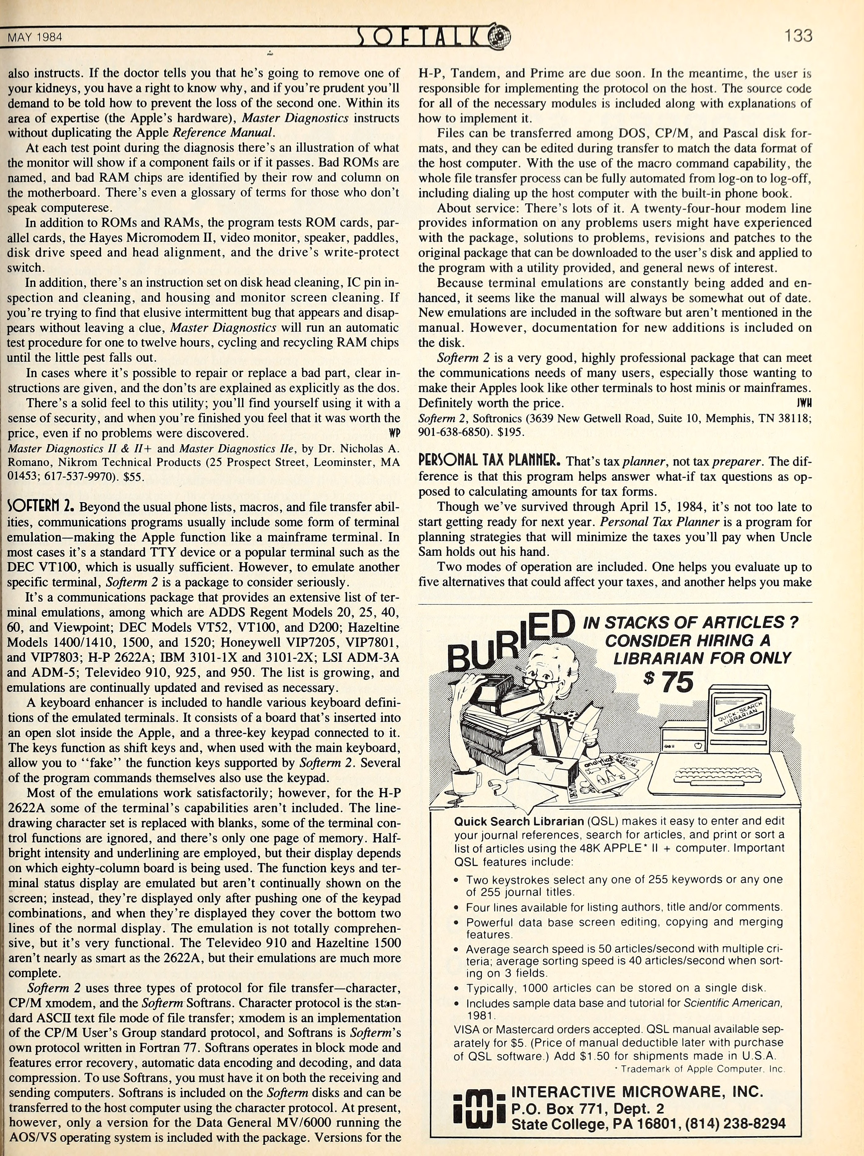 MAY 1984
SOFTALK
133
also instructs. If the doctor tells you that he's going to remove one of
your kidneys, you have a right to know why, and if you're prudent you'll
demand to be told how to prevent the loss of the second one. Within its
area of expertise (the Apple's hardware), Master Diagnostics instructs
without duplicating the Apple Reference Manual.
At each test point during the diagnosis there's an illustration of what
the monitor will show if a component fails or if it passes. Bad ROMs are
named, and bad RAM chips are identified by their row and column on
the motherboard. There's even a glossary of terms for those who don't
speak computerese.
In addition to ROMs and RAMs, the program tests ROM cards, par-
allel cards, the Hayes Micromodem II, video monitor, speaker, paddles,
disk drive speed and head alignment, and the drive's write-protect
switch.
In addition, there's an instruction set on disk head cleaning, IC pin in-
spection and cleaning, and housing and monitor screen cleaning. If
you're trying to find that elusive intermittent bug that appears and disap-
pears without leaving a clue, Master Diagnostics will run an automatic
test procedure for one to twelve hours, cycling and recycling RAM chips
until the little pest falls out.
In cases where it's possible to repair or replace a bad part, clear in-
structions are given, and the don'ts are explained as explicitly as the dos.
There's a solid feel to this utility; you'll find yourself using it with a
sense of security, and when you're finished you feel that it was worth the
price, even if no problems were discovered. WP
Master Diagnostics II & II+ and Master Diagnostics IIe, by Dr. Nicholas A.
Romano, Nikrom Technical Products (25 Prospect Street, Leominster, MA
01453; 617-537-9970). $55.
SOFTERM 2. Beyond the usual phone lists, macros, and file transfer abil-
ities, communications programs usually include some form of terminal
emulation—making the Apple function like a mainframe terminal. In
most cases it's a standard TTY device or a popular terminal such as the
DEC VT100, which is usually sufficient. However, to emulate another
specific terminal, Softerm 2 is a package to consider seriously.
It's a communications package that provides an extensive list of ter-
minal emulations, among which are ADDS Regent Models 20, 25, 40,
60, and Viewpoint; DEC Models VT52, VT100, and D200; Hazeltine
Models 1400/1410, 1500, and 1520; Honeywell VIP7205, VIP7801,
and VIP7803; H-P 2622A; IBM 3101-1X and 3101-2X; LSI ADM-3A
and ADM-5; Televideo 910, 925, and 950. The list is growing, and
emulations are continually updated and revised as necessary.
A keyboard enhancer is included to handle various keyboard defini-
tions of the emulated terminals. It consists of a board that's inserted into
an open slot inside the Apple, and a three-key keypad connected to it.
The keys function as shift keys and, when used with the main keyboard,
allow you to "fake" the function keys supported by Softerm 2. Several
of the program commands themselves also use the keypad.
Most of the emulations work satisfactorily; however, for the H-P
2622A some of the terminal's capabilities aren't included. The line-
drawing character set is replaced with blanks, some of the terminal con-
trol functions are ignored, and there's only one page of memory. Half-
bright intensity and underlining are employed, but their display depends
on which eighty-column board is being used. The function keys and ter-
minal status display are emulated but aren't continually shown on the
screen; instead, they're displayed only after pushing one of the keypad
combinations, and when they're displayed they cover the bottom two
lines of the normal display. The emulation is not totally comprehen-
sive, but it's very functional. The Televideo 910 and Hazeltine 1500
aren't nearly as smart as the 2622A, but their emulations are much more
complete.
Softerm 2 uses three types of protocol for file transfer—character,
CP/M xmodem, and the Softerm Softrans. Character protocol is the stan-
dard ASCII text file mode of file transfer; xmodem is an implementation
of the CP/M User's Group standard protocol, and Softrans is Softerm's
own protocol written in Fortran 77. Softrans operates in block mode and
features error recovery, automatic data encoding and decoding, and data
compression. To use Softrans, you must have it on both the receiving and
sending computers. Softrans is included on the Softerm disks and can be
transferred to the host computer using the character protocol. At present,
however, only a version for the Data General MV/6000 running the
AOS/VS operating system is included with the package. Versions for the
H-P, Tandem, and Prime are due soon. In the meantime, the user is
responsible for implementing the protocol on the host. The source code
for all of the necessary modules is included along with explanations of
how to implement it.
Files can be transferred among DOS, CP/M, and Pascal disk for-
mats, and they can be edited during transfer to match the data format of
the host computer. With the use of the macro command capability, the
whole file transfer process can be fully automated from log-on to log-off,
including dialing up the host computer with the built-in phone book.
About service: There's lots of it. A twenty-four-hour modem line
provides information on any problems users might have experienced
with the package, solutions to problems, revisions and patches to the
original package that can be downloaded to the user's disk and applied to
the program with a utility provided, and general news of interest.
Because terminal emulations are constantly being added and en-
hanced, it seems like the manual will always be somewhat out of date.
New emulations are included in the software but aren't mentioned in the
manual. However, documentation for new additions is included on
the disk.
Softerm 2 is a very good, highly professional package that can meet
the communications needs of many users, especially those wanting to
make their Apples look like other terminals to host minis or mainframes.
Definitely worth the price. JWH
Softerm 2, Softronics (3639 New Getwell Road, Suite 10, Memphis, TN 38118;
901-638-6850). $195.
PERSONAL TAX PLANNER. That's tax planner, not tax preparer. The dif-
ference is that this program helps answer what-if tax questions as op-
posed to calculating amounts for tax forms.
Though we've survived through April 15, 1984, it's not too late to
start getting ready for next year. Personal Tax Planner is a program for
planning strategies that will minimize the taxes you'll pay when Uncle
Sam holds out his hand.
Two modes of operation are included. One helps you evaluate up to
five alternatives that could affect your taxes, and another helps you make
BURIED IN STACKS OF ARTICLES ?
CONSIDER HIRING A
LIBRARIAN FOR ONLY
$ 75
QUICK SEARCH
LIBRARIAN
Quick Search Librarian (QSL) makes it easy to enter and edit
your journal references, search for articles, and print or sort a
list of articles using the 48K APPLE* II + computer. Important
QSL features include:
• Two keystrokes select any one of 255 keywords or any one
of 255 journal titles.
• Four lines available for listing authors, title and/or comments.
• Powerful data base screen editing, copying and merging
features.
• Average search speed is 50 articles/second with multiple cri-
teria; average sorting speed is 40 articles/second when sort-
ing on 3 fields.
• Typically, 1000 articles can be stored on a single disk.
• Includes sample data base and tutorial for Scientific American,
1981.
VISA or Mastercard orders accepted. QSL manual available sep-
arately for $5. (Price of manual deductible later with purchase
of QSL software.) Add $1.50 for shipments made in U.S.A.
* Trademark of Apple Computer, Inc.
INTERACTIVE MICROWARE, INC.
P.O. Box 771, Dept. 2
State College, PA 16801, (814) 238-8294